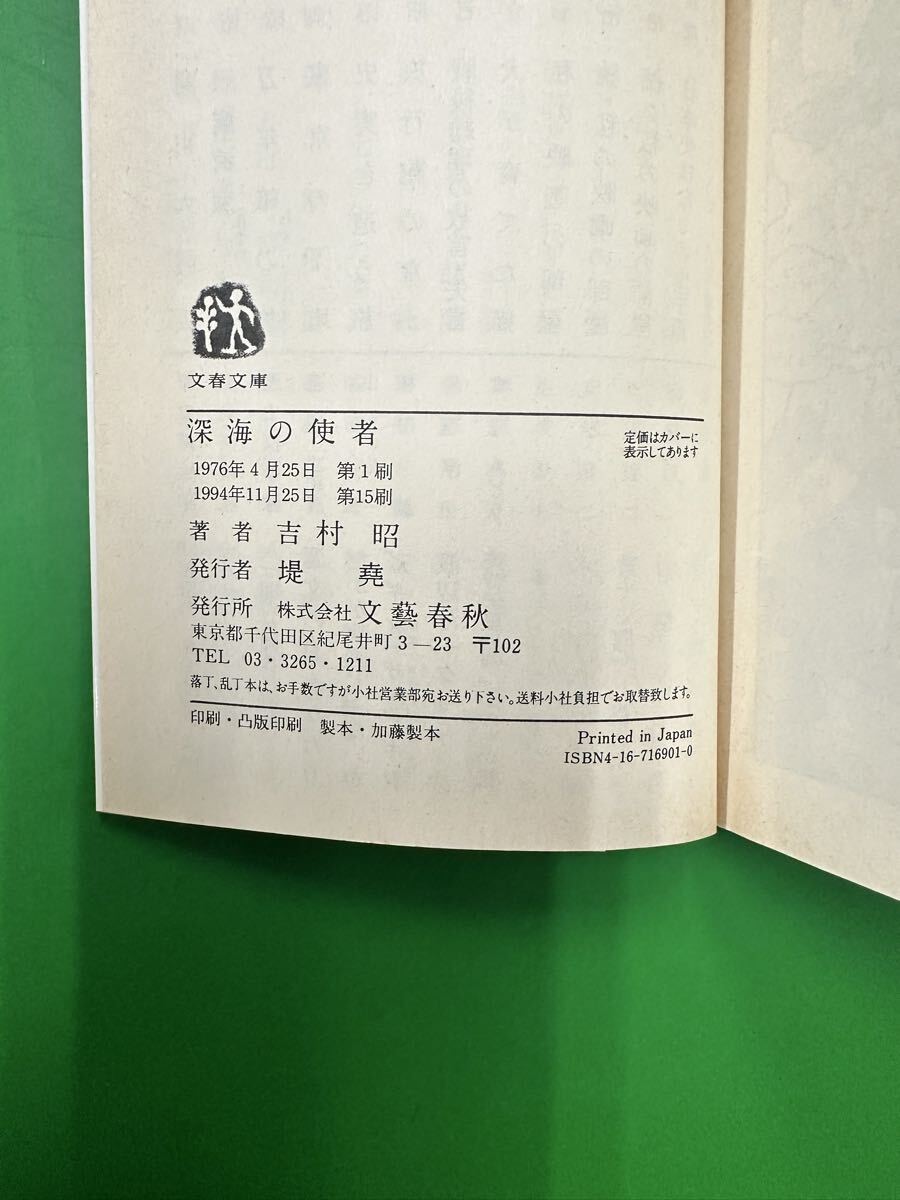 文春文庫
深海の使者
定価はカバーに
表示してあります
1976年4月25日 第1刷
1994年11月25日 第15刷
著者 吉村 昭
発行者 堤 堯
発行所 株式会社 文藝春秋
東京都千代田区紀尾井町3―23 〒102
TEL 03・3265・1211
落丁、乱丁本は、お手数ですが小社営業部宛お送り下さい。送料小社負担でお取替致します。
印刷・凸版印刷 製本・加藤製本
Printed in Japan
ISBN4-16-716901-0